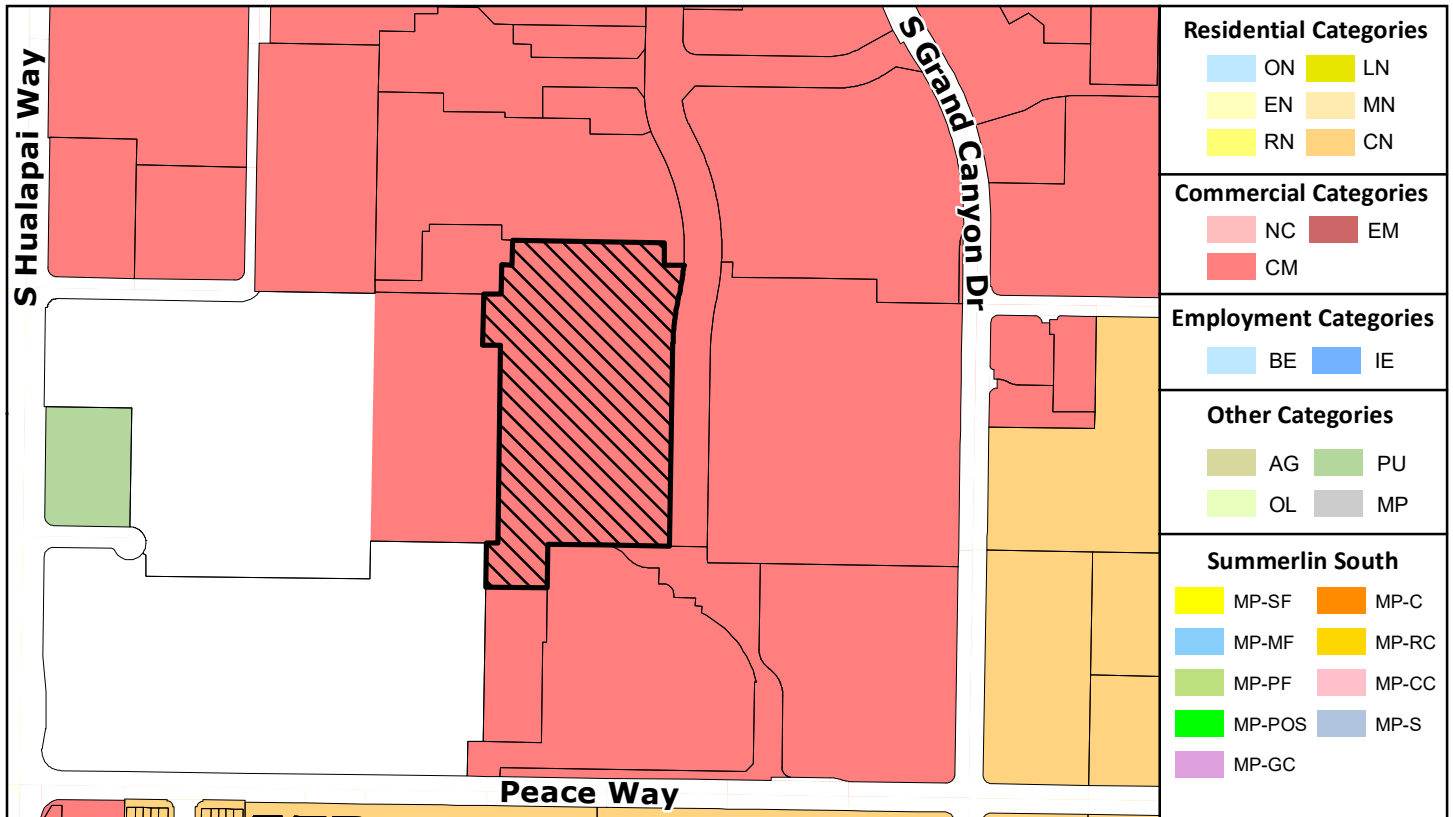 S Hualapai Way
S Grand Canyon Dr
Peace Way
Residential Categories
ON LN
EN MN
RN CN
Commercial Categories
NC EM
CM
Employment Categories
BE IE
Other Categories
AG PU
OL MP
Summerlin South
MP-SF MP-C
MP-MF MP-RC
MP-PF MP-CC
MP-POS MP-S
MP-GC